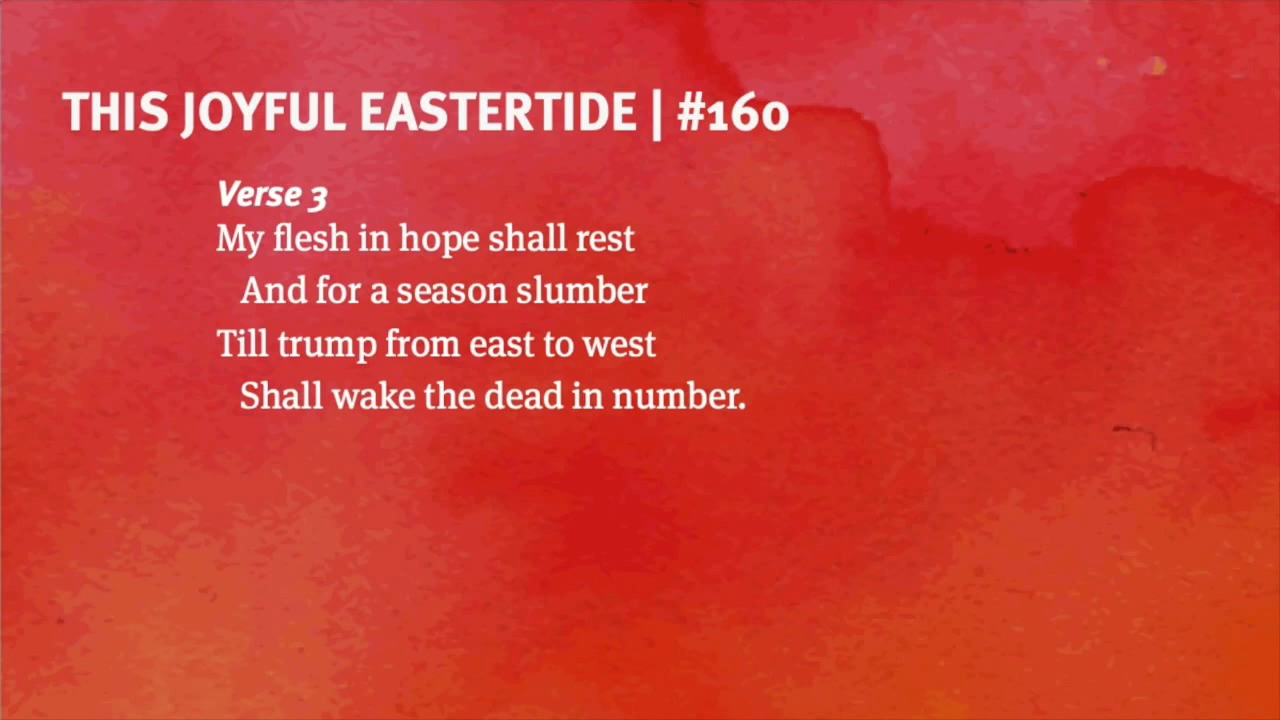 THIS JOYFUL EASTERTIDE | #160
Verse 3
My flesh in hope shall rest
And for a season slumber
Till trump from east to west
Shall wake the dead in number.